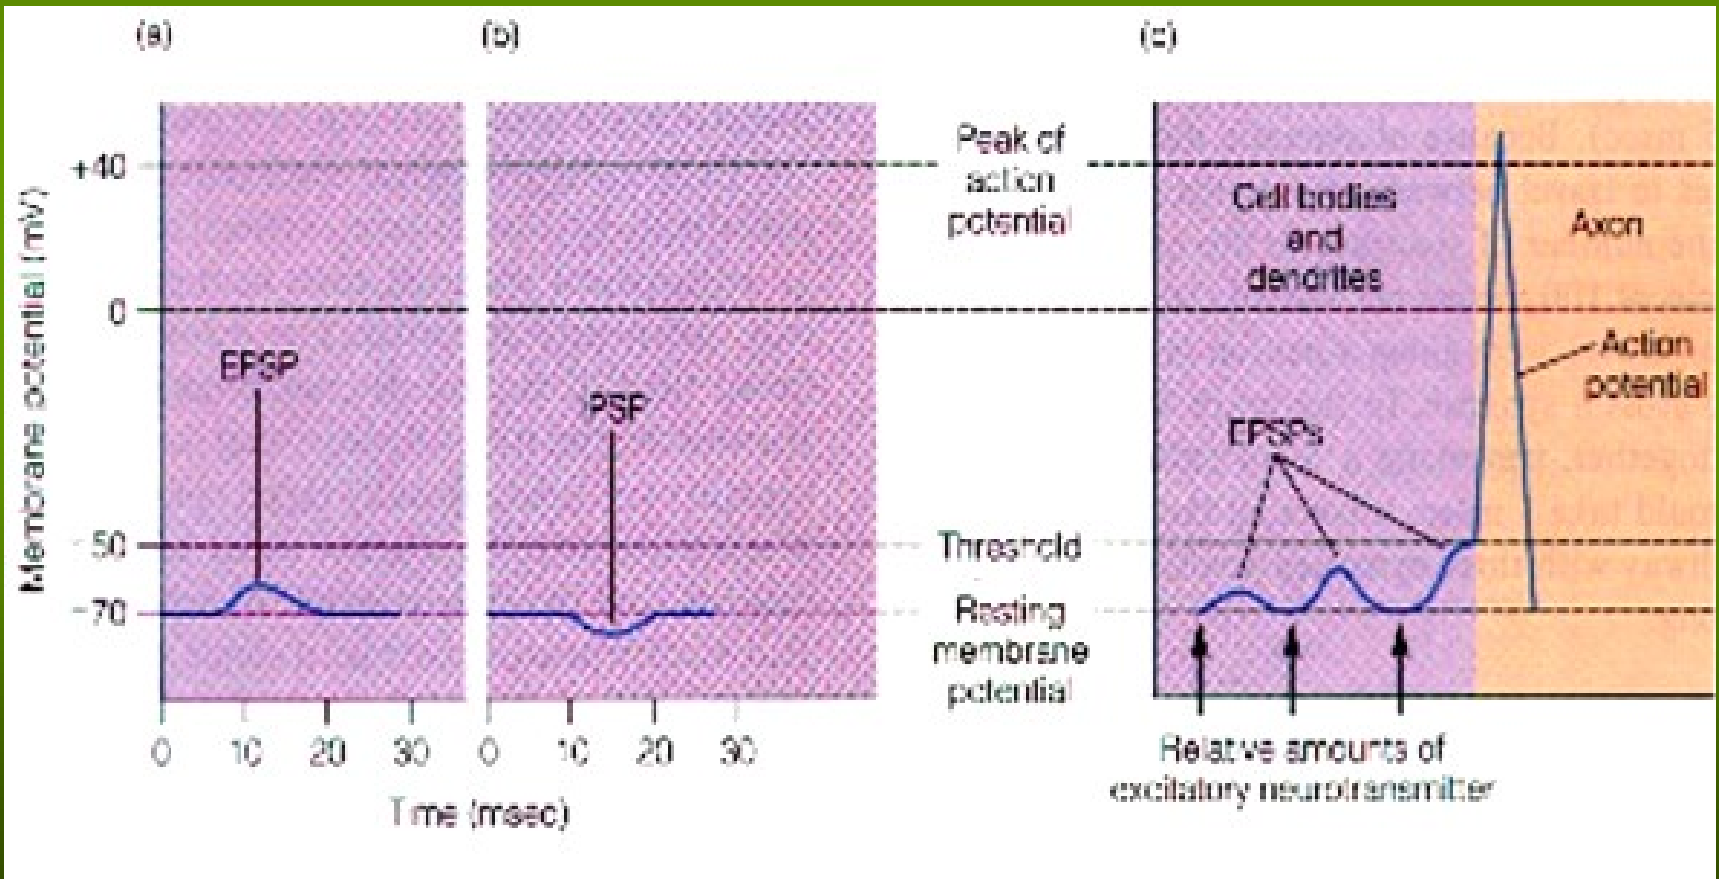 (a)
(b)
(c)
Membrane potential (mV)
+40
0
-50
-70
EPSP
PSP
Peak of
action
potential
Threshold
Resting
membrane
potential
0
10
20
30
0
10
20
30
Time (msec)
Cell bodies
and
dendrites
Axon
Action
potential
EPSPs
Relative amounts of
excitatory neurotransmitter